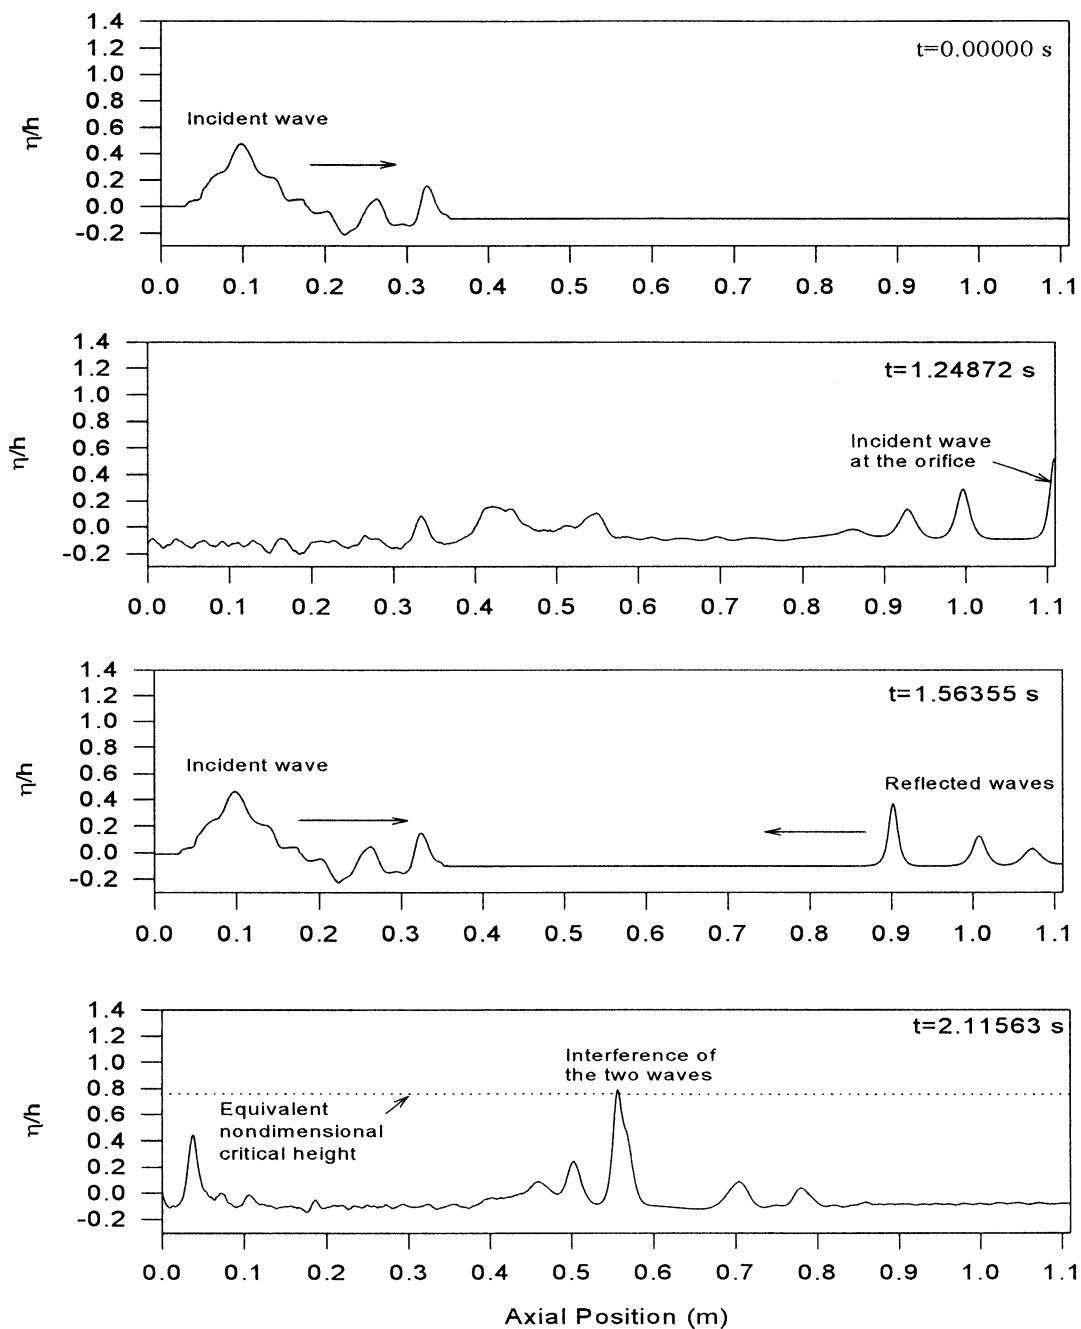 1.4
1.2
1.0
0.8
0.6
0.4
0.2
0.0
-0.2
η/h
t=0.00000 s
Incident wave
0.0 0.1 0.2 0.3 0.4 0.5 0.6 0.7 0.8 0.9 1.0 1.1
1.4
1.2
1.0
0.8
0.6
0.4
0.2
0.0
-0.2
η/h
t=1.24872 s
Incident wave
at the orifice
0.0 0.1 0.2 0.3 0.4 0.5 0.6 0.7 0.8 0.9 1.0 1.1
1.4
1.2
1.0
0.8
0.6
0.4
0.2
0.0
-0.2
η/h
t=1.56355 s
Incident wave
Reflected waves
0.0 0.1 0.2 0.3 0.4 0.5 0.6 0.7 0.8 0.9 1.0 1.1
1.4
1.2
1.0
0.8
0.6
0.4
0.2
0.0
-0.2
η/h
t=2.11563 s
Interference of
the two waves
Equivalent
nondimensional
critical height
0.0 0.1 0.2 0.3 0.4 0.5 0.6 0.7 0.8 0.9 1.0 1.1
Axial Position (m)